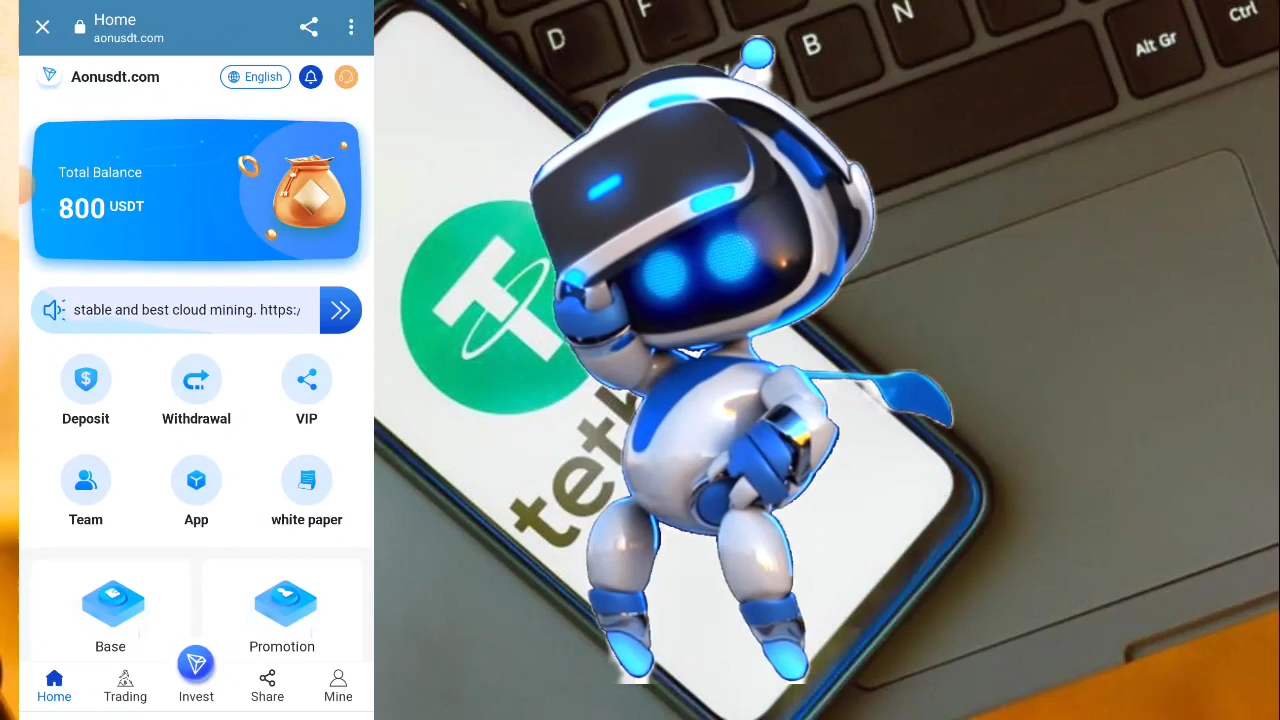 Home
aonusdt.com
Aonusdt.com
English
Total Balance
800 USDT
stable and best cloud mining. https:/
Deposit
Withdrawal
VIP
Team
App
white paper
Base
Promotion
Home
Trading
Invest
Share
Mine
D
F
B
N
Alt Gr
Ctrl
teth